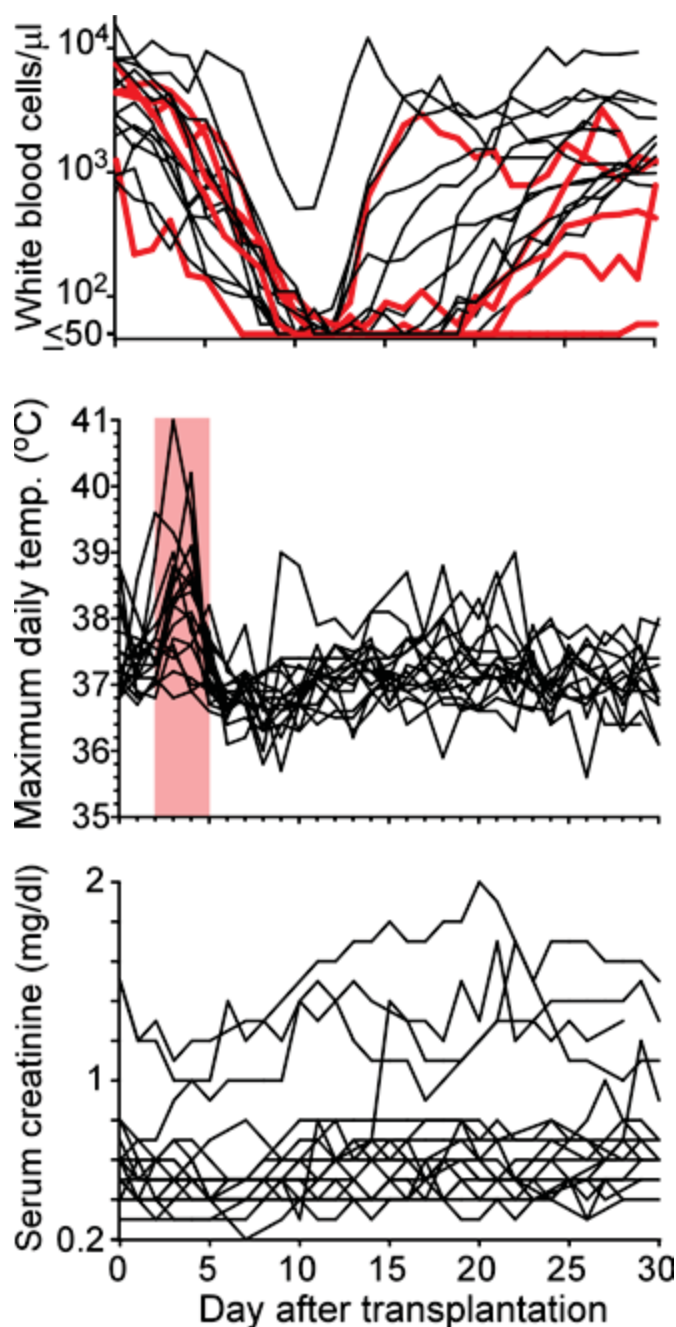 White blood cells/µl
10⁴
10³
10²
≤50
Maximum daily temp. (ºC)
41
40
39
38
37
36
35
Serum creatinine (mg/dl)
2
1
0.2
0 5 10 15 20 25 30
Day after transplantation